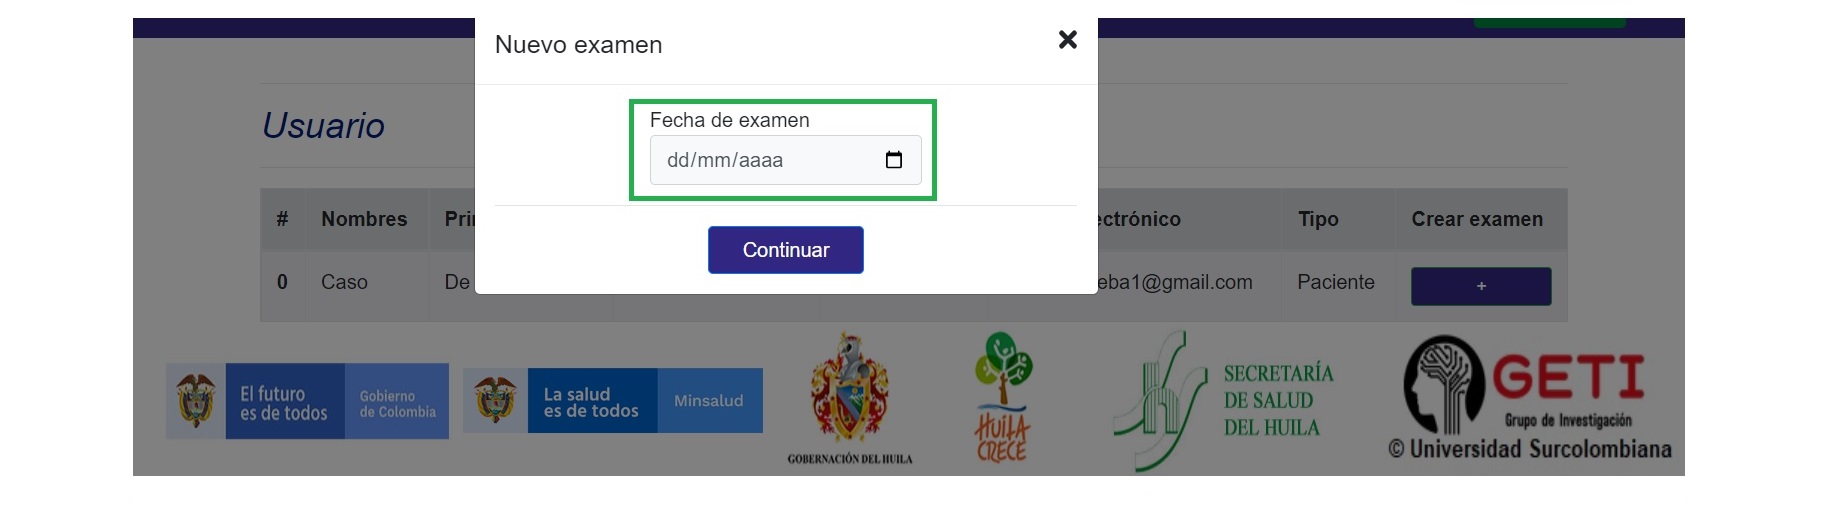 Nuevo examen
Fecha de examen
dd/mm/aaaa
Continuar
Usuario
# Nombres Pri ectrónico Tipo Crear examen
0 Caso De eba1@gmail.com Paciente +
El futuro
es de todos
Gobierno
de Colombia
La salud
es de todos
Minsalud
GOBERNACIÓN DEL HUILA
HUILA
CRECE
SECRETARÍA
DE SALUD
DEL HUILA
GETI
Grupo de Investigación
© Universidad Surcolombiana